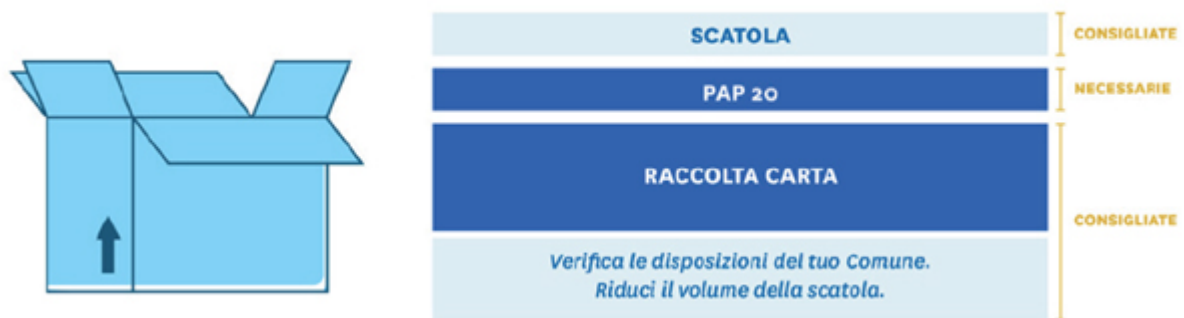 SCATOLA
CONSIGLIATE
PAP 20
NECESSARIE
RACCOLTA CARTA
CONSIGLIATE
Verifica le disposizioni del tuo Comune.
Riduci il volume della scatola.